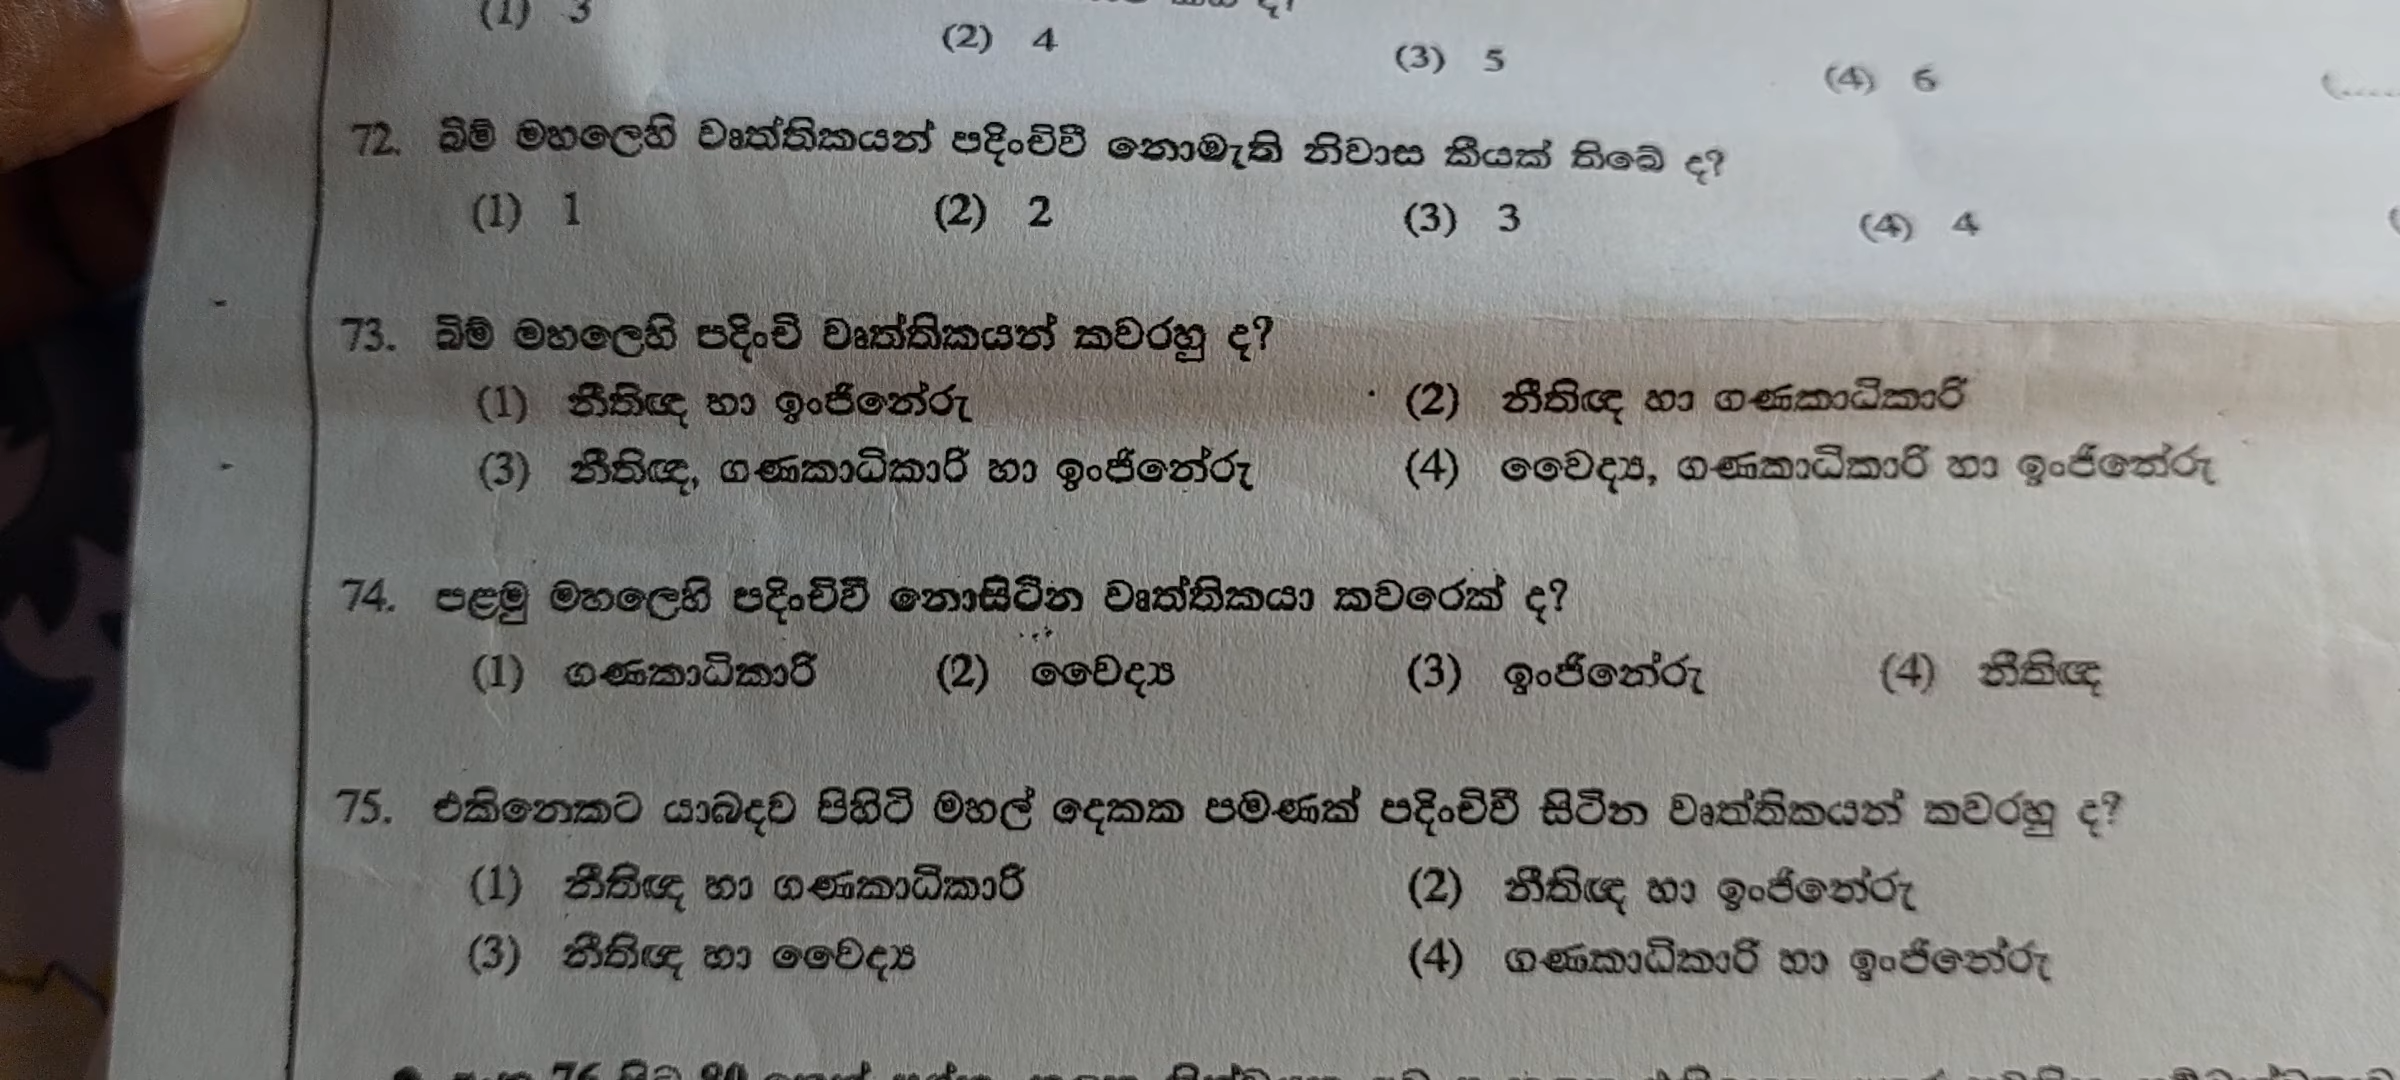 (1) 3
(2) 4
(3) 5
(4) 6
72. බිම් මහලෙහි වෘත්තිකයන් පදිංචිවී නොමැති නිවාස කීයක් තිබේ ද?
(1) 1 (2) 2 (3) 3 (4) 4
73. බිම් මහලෙහි පදිංචි වෘත්තිකයන් කවරහු ද?
(1) නීතිඥ හා ඉංජිනේරු (2) නීතිඥ හා ගණකාධිකාරී
(3) නීතිඥ, ගණකාධිකාරී හා ඉංජිනේරු (4) වෛද්‍ය, ගණකාධිකාරී හා ඉංජිනේරු
74. පළමු මහලෙහි පදිංචිවී නොසිටින වෘත්තිකයා කවරෙක් ද?
(1) ගණකාධිකාරී (2) වෛද්‍ය (3) ඉංජිනේරු (4) නීතිඥ
75. එකිනෙකට යාබදව පිහිටි මහල් දෙකක පමණක් පදිංචිවී සිටින වෘත්තිකයන් කවරහු ද?
(1) නීතිඥ හා ගණකාධිකාරී (2) නීතිඥ හා ඉංජිනේරු
(3) නීතිඥ හා වෛද්‍ය (4) ගණකාධිකාරී හා ඉංජිනේරු